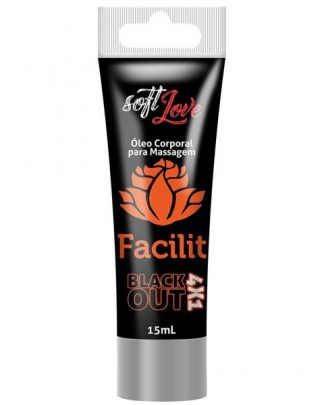 soft Love
Óleo Corporal
para Massagem
Facilit
BLACK
OUT 4X1
15mL